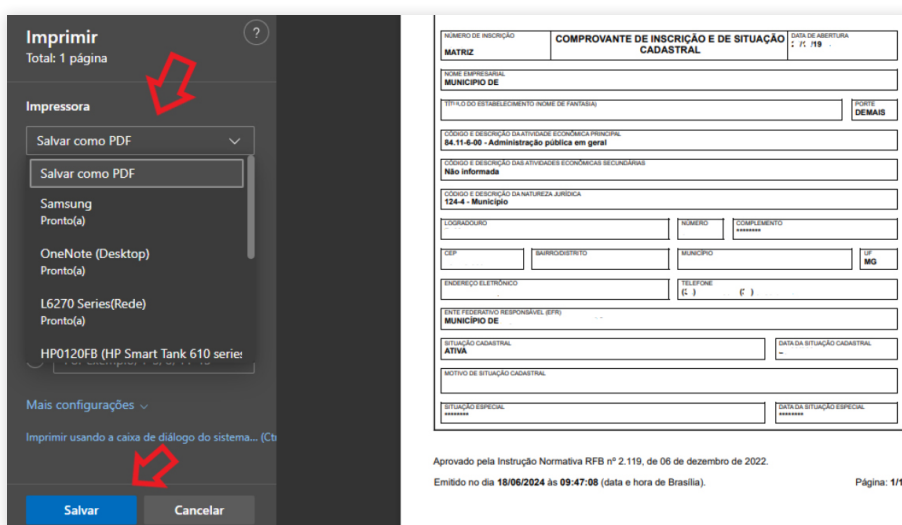 Imprimir
?
Total: 1 página
Impressora
Salvar como PDF
Salvar como PDF
Samsung
Pronto(a)
OneNote (Desktop)
Pronto(a)
L6270 Series(Rede)
Pronto(a)
HP0120FB (HP Smart Tank 610 series
Mais configurações
Imprimir usando a caixa de diálogo do sistema... (Ct
Salvar
Cancelar
NÚMERO DE INSCRIÇÃO
MATRIZ
COMPROVANTE DE INSCRIÇÃO E DE SITUAÇÃO
CADASTRAL
DATA DE ABERTURA
NOME EMPRESARIAL
MUNICIPIO DE
TÍTULO DO ESTABELECIMENTO (NOME DE FANTASIA)
PORTE
DEMAIS
CÓDIGO E DESCRIÇÃO DA ATIVIDADE ECONÔMICA PRINCIPAL
84.11-6-00 - Administração pública em geral
CÓDIGO E DESCRIÇÃO DAS ATIVIDADES ECONÔMICAS SECUNDÁRIAS
Não informada
CÓDIGO E DESCRIÇÃO DA NATUREZA JURÍDICA
124-4 - Município
LOGRADOURO
NÚMERO
COMPLEMENTO
********
CEP
BAIRRO/DISTRITO
MUNICÍPIO
UF
MG
ENDEREÇO ELETRÔNICO
TELEFONE
ENTE FEDERATIVO RESPONSÁVEL (EFR)
MUNICÍPIO DE
SITUAÇÃO CADASTRAL
ATIVA
DATA DA SITUAÇÃO CADASTRAL
MOTIVO DE SITUAÇÃO CADASTRAL
SITUAÇÃO ESPECIAL
********
DATA DA SITUAÇÃO ESPECIAL
********
Aprovado pela Instrução Normativa RFB nº 2.119, de 06 de dezembro de 2022.
Emitido no dia 18/06/2024 às 09:47:08 (data e hora de Brasília).
Página: 1/1